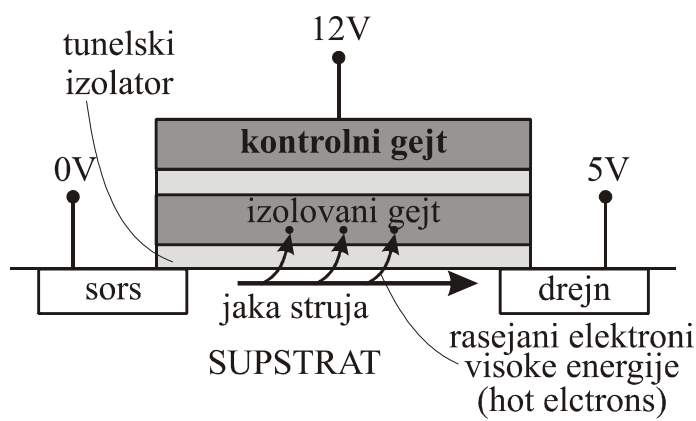 12V
tunelski
izolator
kontrolni gejt
0V
5V
izolovani gejt
sors
drejn
jaka struja
rasejani elektroni
visoke energije
(hot elctrons)
SUPSTRAT